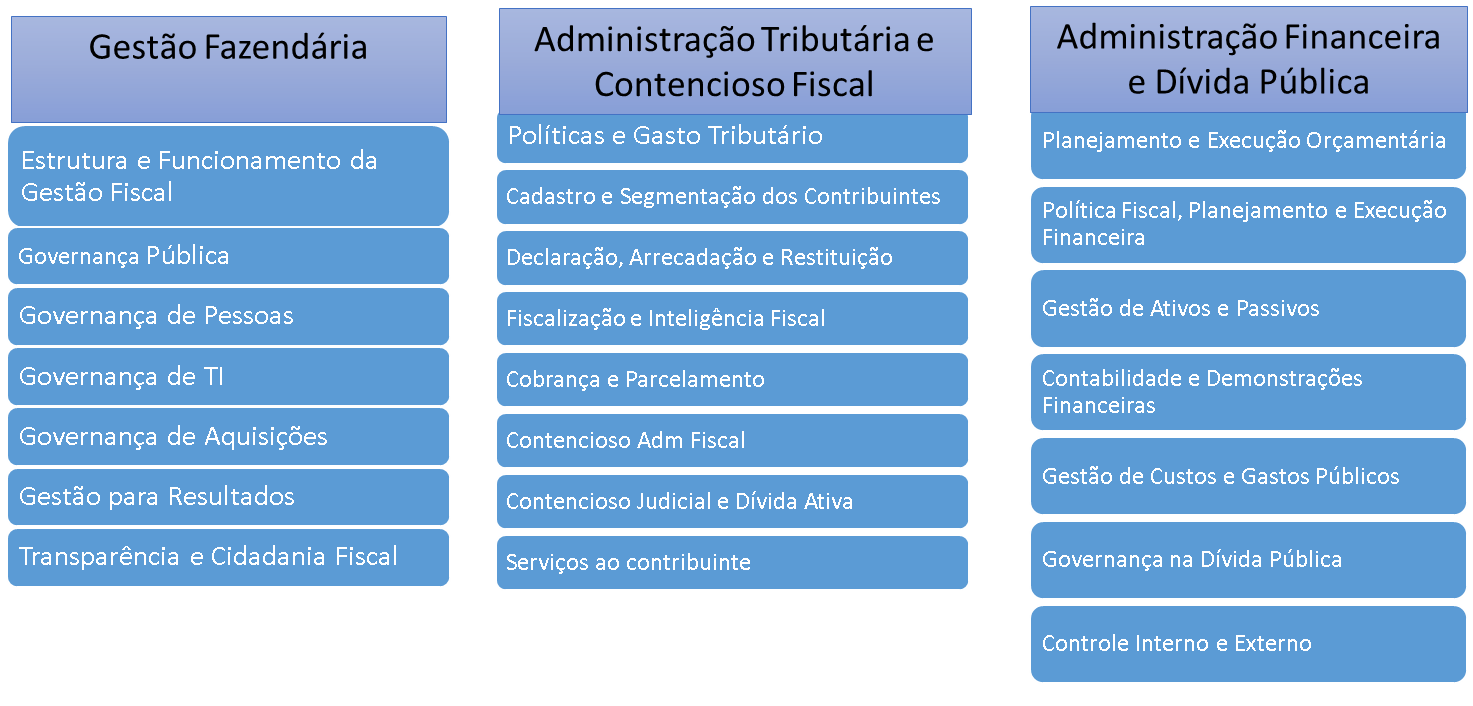 Gestão Fazendária
Estrutura e Funcionamento da
Gestão Fiscal
Governança Pública
Governança de Pessoas
Governança de TI
Governança de Aquisições
Gestão para Resultados
Transparência e Cidadania Fiscal
Administração Tributária e
Contencioso Fiscal
Políticas e Gasto Tributário
Cadastro e Segmentação dos Contribuintes
Declaração, Arrecadação e Restituição
Fiscalização e Inteligência Fiscal
Cobrança e Parcelamento
Contencioso Adm Fiscal
Contencioso Judicial e Dívida Ativa
Serviços ao contribuinte
Administração Financeira
e Dívida Pública
Planejamento e Execução Orçamentária
Política Fiscal, Planejamento e Execução
Financeira
Gestão de Ativos e Passivos
Contabilidade e Demonstrações
Financeiras
Gestão de Custos e Gastos Públicos
Governança na Dívida Pública
Controle Interno e Externo